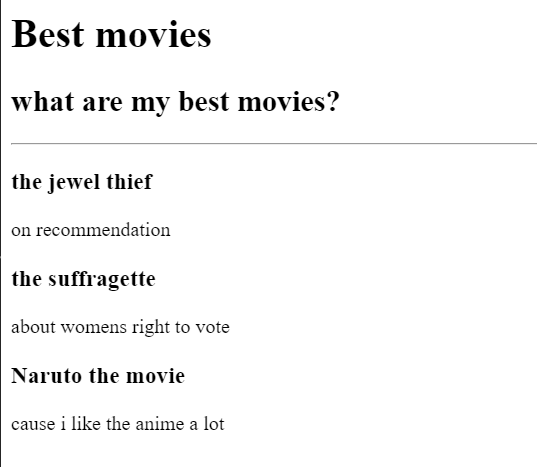 Best movies
what are my best movies?
the jewel thief
on recommendation
the suffragette
about womens right to vote
Naruto the movie
cause i like the anime a lot